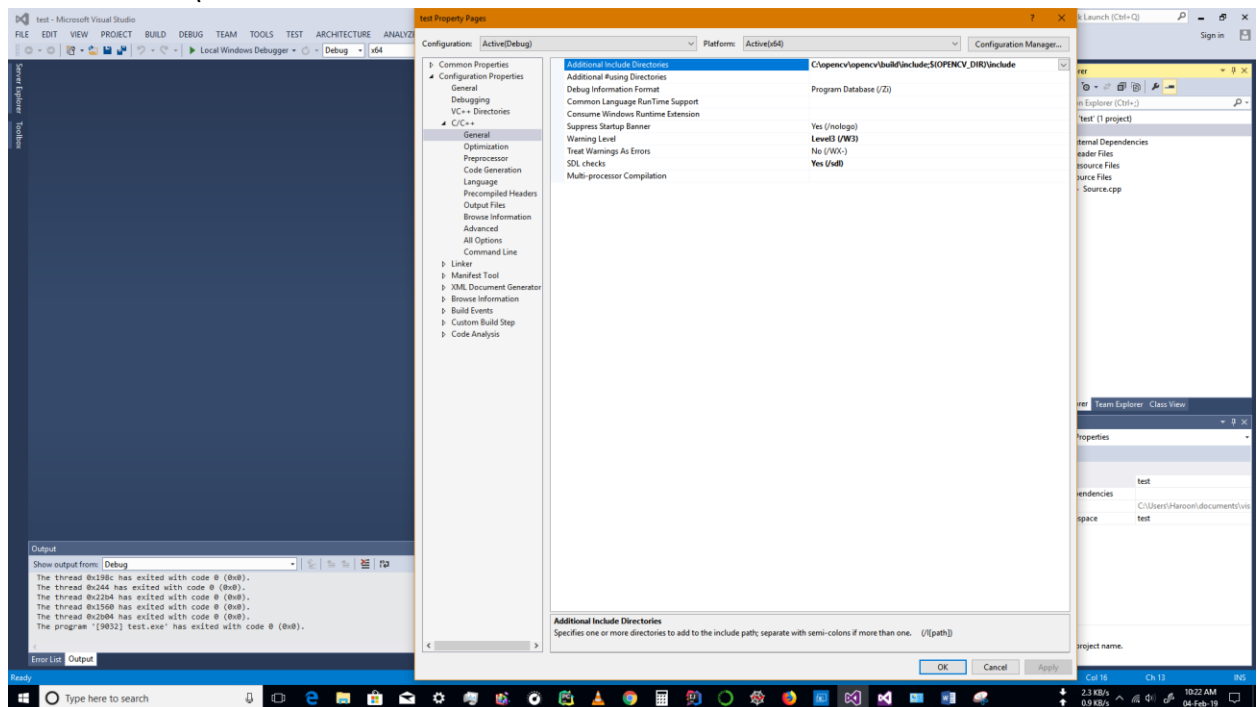 test - Microsoft Visual Studio
FILE EDIT VIEW PROJECT BUILD DEBUG TEAM TOOLS TEST ARCHITECTURE ANALYZE
Local Windows Debugger Debug x64
Server Explorer
Toolbox
test Property Pages ? ×
Configuration: Active(Debug) Platform: Active(x64) Configuration Manager...
Common Properties
Configuration Properties
General
Debugging
VC++ Directories
C/C++
General
Optimization
Preprocessor
Code Generation
Language
Precompiled Headers
Output Files
Browse Information
Advanced
All Options
Command Line
Linker
Manifest Tool
XML Document Generator
Browse Information
Build Events
Custom Build Step
Code Analysis
Additional Include Directories C:\opencv\opencv\build\include;$(OPENCV_DIR)\include
Additional #using Directories
Debug Information Format Program Database (/Zi)
Common Language RunTime Support
Consume Windows Runtime Extension
Suppress Startup Banner Yes (/nologo)
Warning Level Level3 (/W3)
Treat Warnings As Errors No (/WX-)
SDL checks Yes (/sdl)
Multi-processor Compilation
Additional Include Directories
Specifies one or more directories to add to the include path; separate with semi-colons if more than one. (/I[path])
OK Cancel Apply
k Launch (Ctrl+Q)
Sign in
rer
n Explorer (Ctrl+;)
'test' (1 project)
ternal Dependencies
eader Files
esource Files
ource Files
Source.cpp
rer Team Explorer Class View
Properties
test
endencies
C:\Users\Haroon\documents\vis
space test
project name.
Output
Show output from: Debug
The thread 0x198c has exited with code 0 (0x0).
The thread 0x244 has exited with code 0 (0x0).
The thread 0x22b4 has exited with code 0 (0x0).
The thread 0x1560 has exited with code 0 (0x0).
The thread 0x2b04 has exited with code 0 (0x0).
The program '[9032] test.exe' has exited with code 0 (0x0).
Error List Output
Ready Col 16 Ch 13 INS
Type here to search
2.3 KB/s
0.9 KB/s
10:22 AM
04-Feb-19